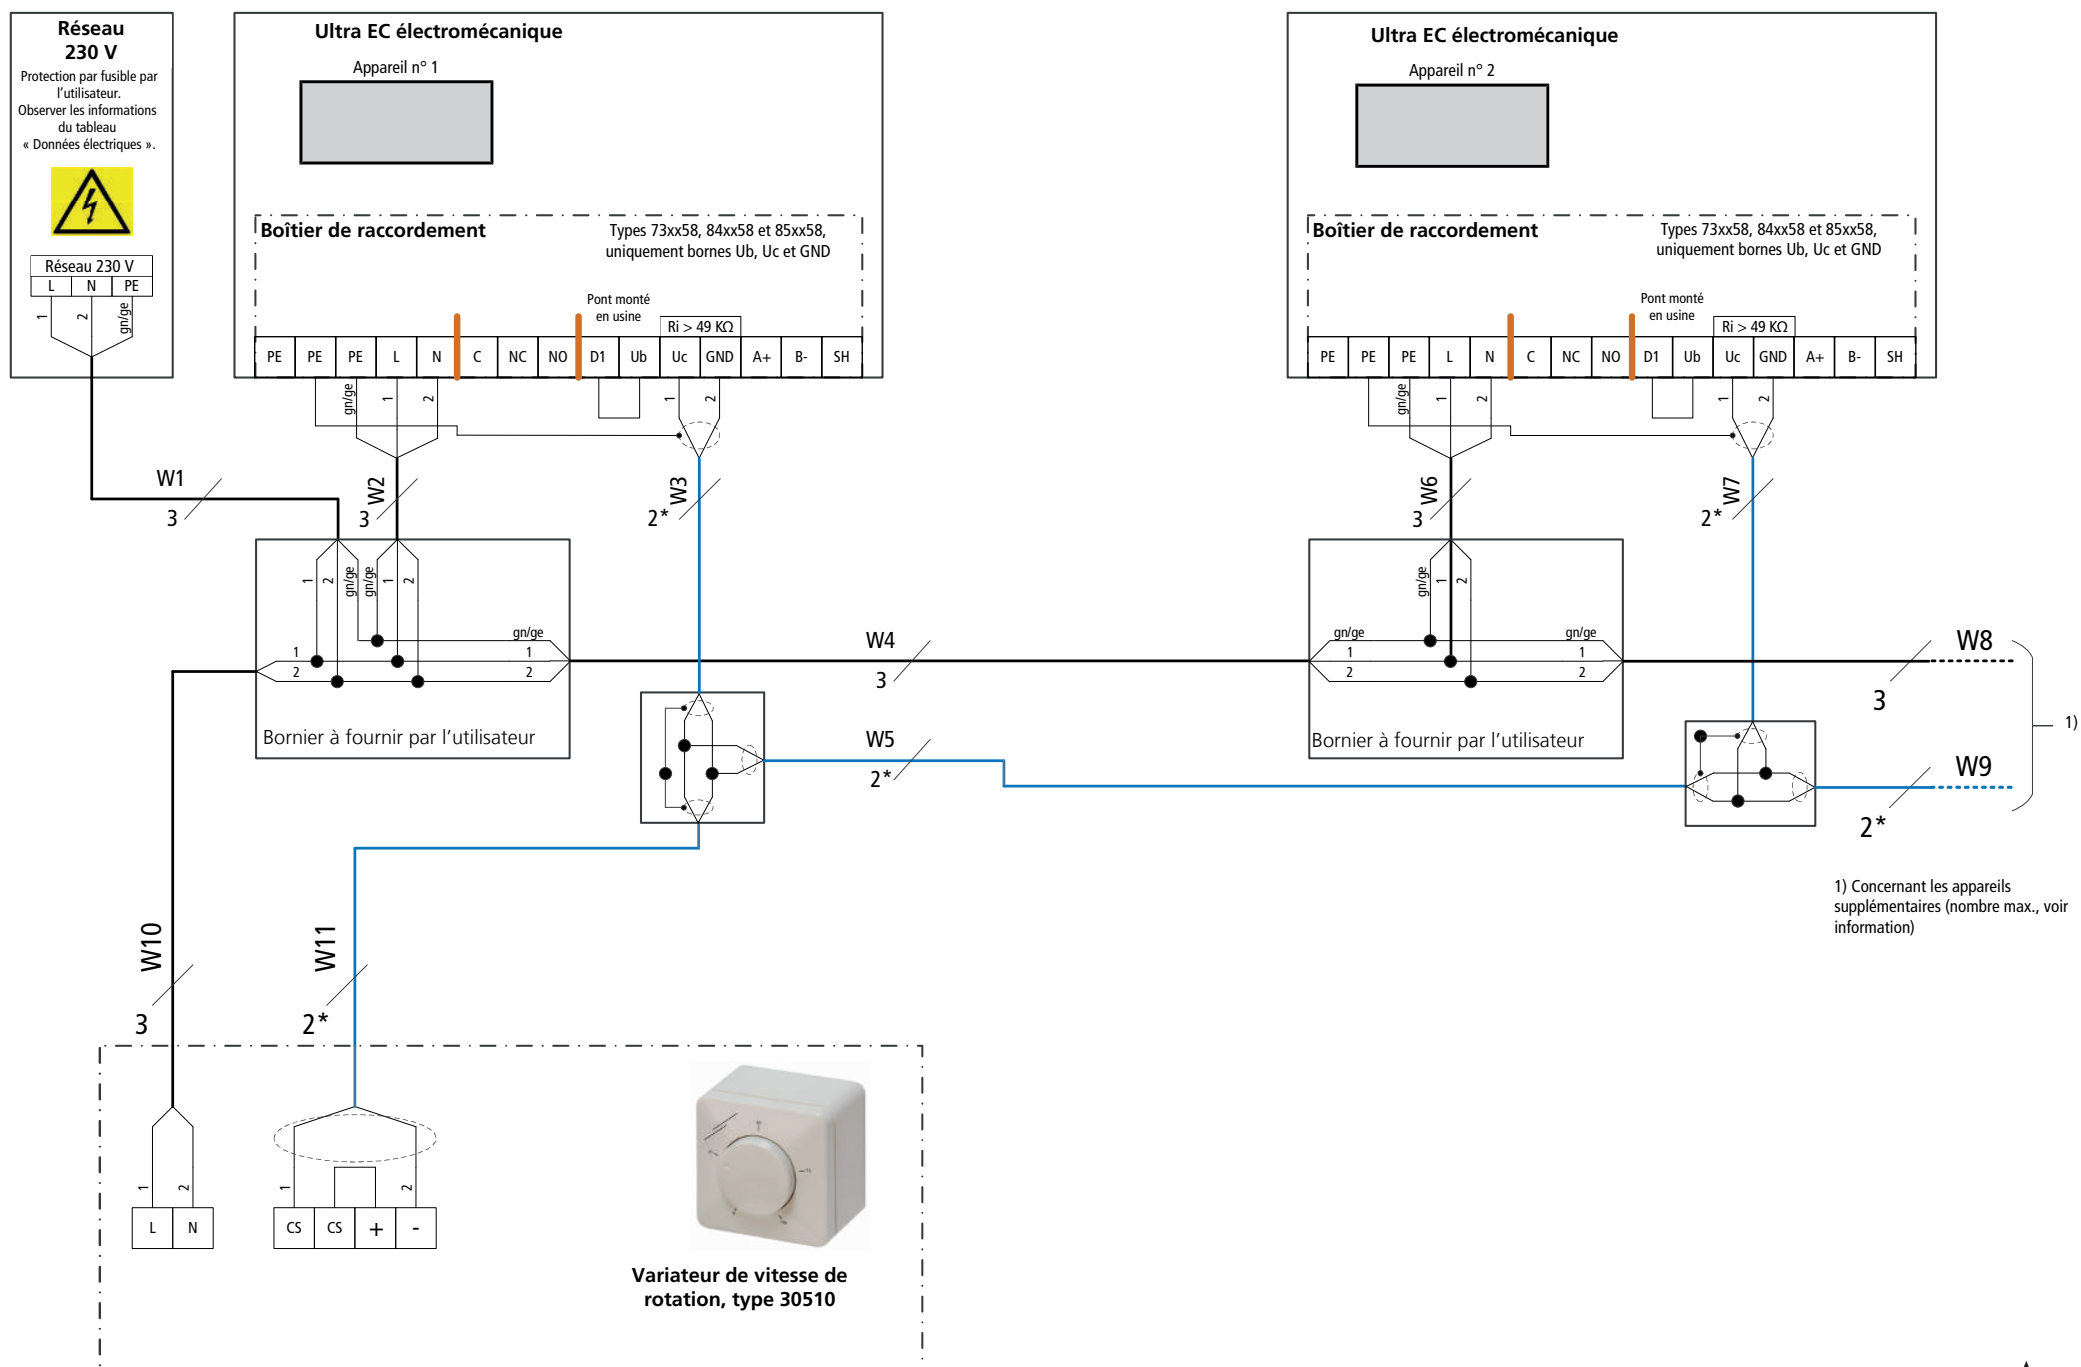 Réseau
230 V
Protection par fusible par
l'utilisateur.
Observer les informations
du tableau
« Données électriques ».
Réseau 230 V
L N PE
1 2 gn/ge
Ultra EC électromécanique
Appareil n° 1
Boîtier de raccordement
Types 73xx58, 84xx58 et 85xx58,
uniquement bornes Ub, Uc et GND
Pont monté
en usine
Ri > 49 KΩ
PE PE PE L N C NC NO D1 Ub Uc GND A+ B- SH
gn/ge 1 2 1 2
Ultra EC électromécanique
Appareil n° 2
Boîtier de raccordement
Types 73xx58, 84xx58 et 85xx58,
uniquement bornes Ub, Uc et GND
Pont monté
en usine
Ri > 49 KΩ
PE PE PE L N C NC NO D1 Ub Uc GND A+ B- SH
gn/ge 1 2 1 2
W1
3
W2
3
W3
2*
W6
3
W7
2*
1 2 gn/ge gn/ge 1 2
gn/ge
1 1
2 2
Bornier à fournir par l'utilisateur
W4
3
W5
2*
gn/ge 1 2
gn/ge gn/ge
1 1
2 2
Bornier à fournir par l'utilisateur
W8
3
W9
2*
1)
1) Concernant les appareils
supplémentaires (nombre max., voir
information)
W10
3
W11
2*
1 2 1 2
L N CS CS + -
Variateur de vitesse de
rotation, type 30510